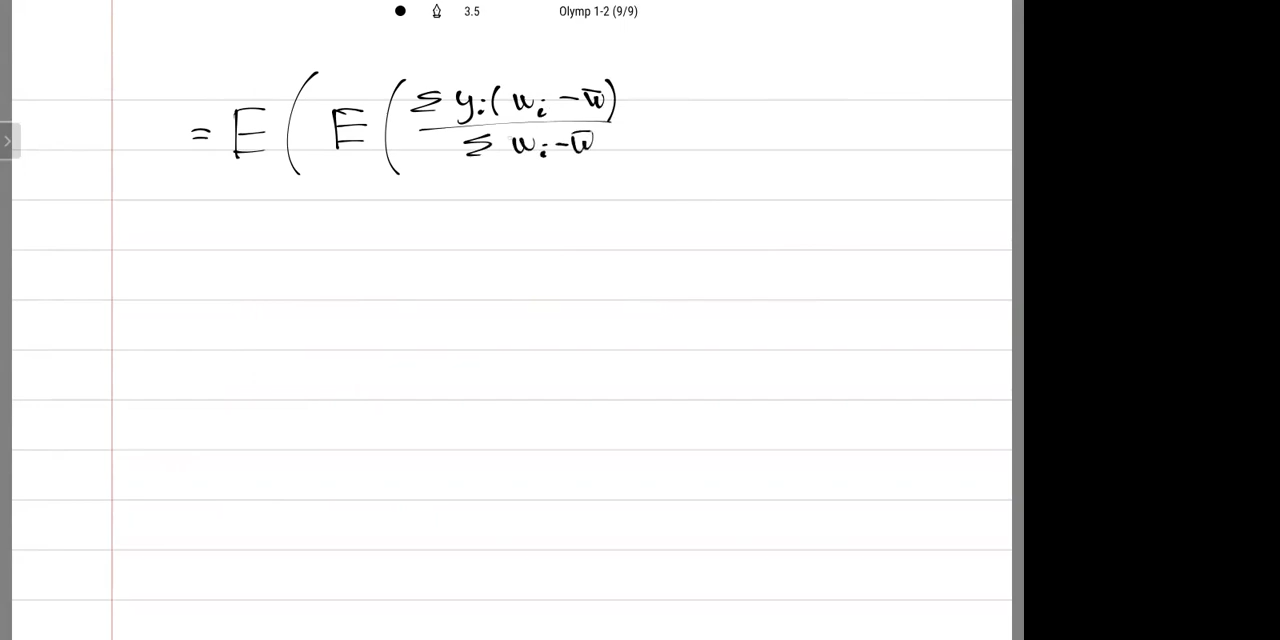 3.5 Olymp 1-2 (9/9)
= E ( E ( Σ yᵢ( wᵢ - w̅ )
Σ wᵢ - w̅